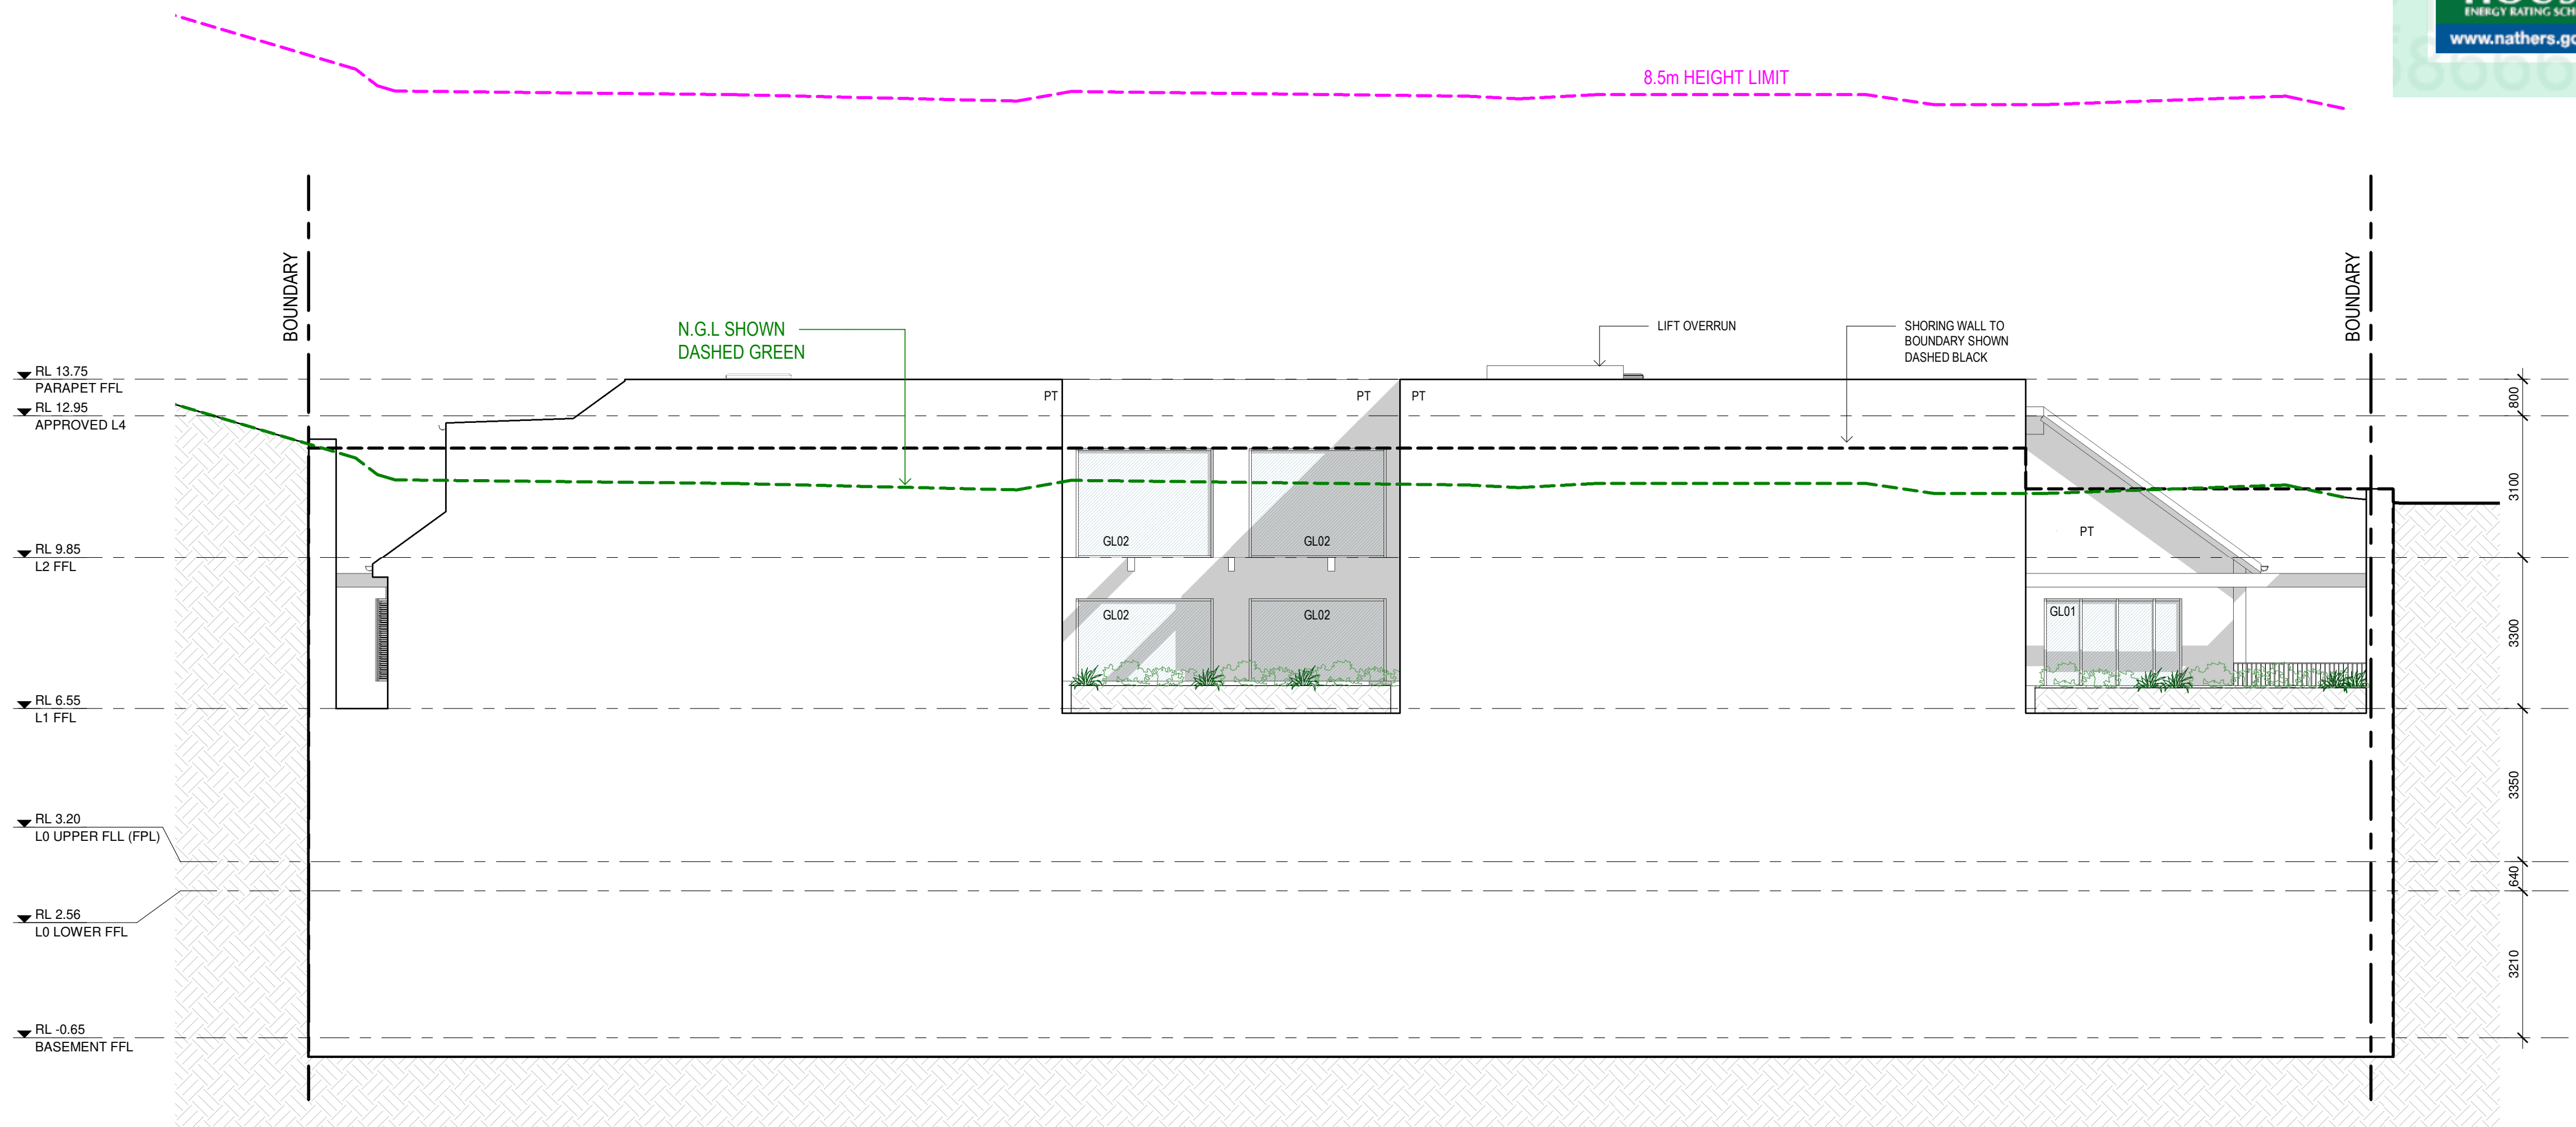 ENERGY RATING
www.nathers.go
8666
8.5m HEIGHT LIMIT
BOUNDARY
BOUNDARY
N.G.L SHOWN
DASHED GREEN
LIFT OVERRUN
SHORING WALL TO
BOUNDARY SHOWN
DASHED BLACK
RL 13.75
PARAPET FFL
RL 12.95
APPROVED L4
RL 9.85
L2 FFL
RL 6.55
L1 FFL
RL 3.20
L0 UPPER FLL (FPL)
RL 2.56
L0 LOWER FFL
RL -0.65
BASEMENT FFL
PT
PT
PT
GL02
GL02
GL02
GL02
PT
GL01
800
3100
3300
3350
640
3210